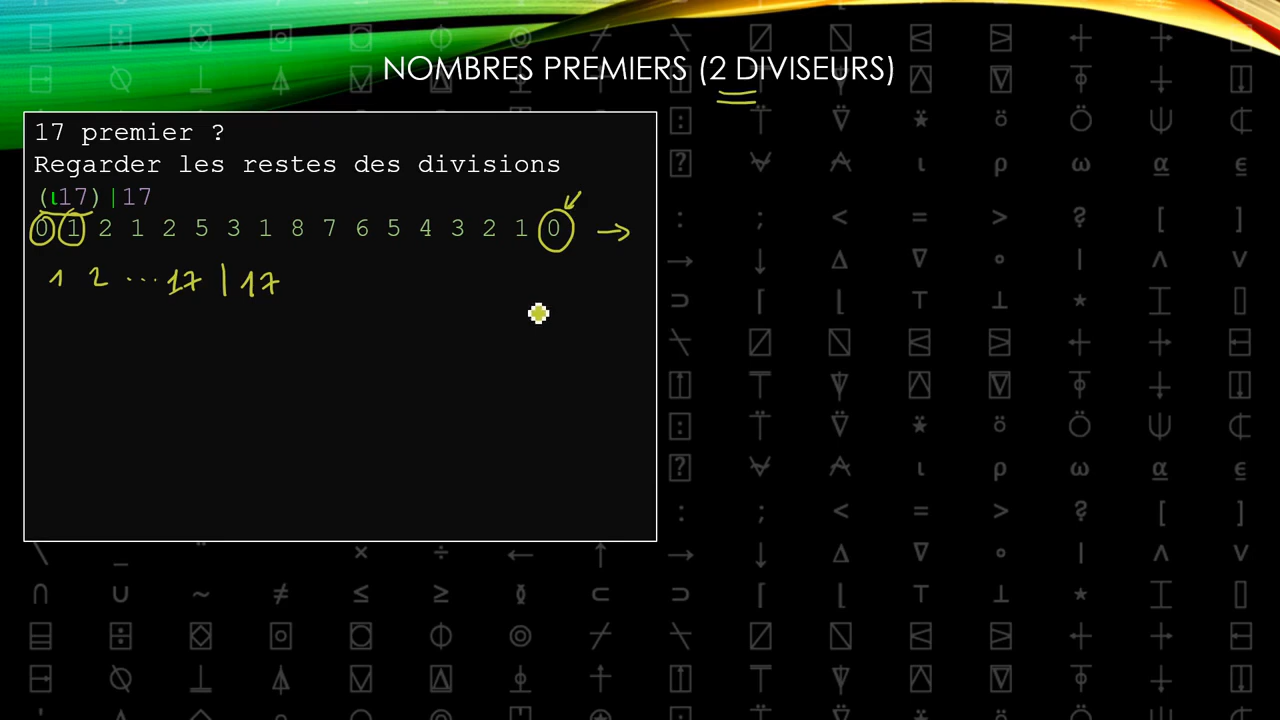 NOMBRES PREMIERS (2 DIVISEURS)
17 premier ?
Regarder les restes des divisions
(⍳17)|17
0 1 2 1 2 5 3 1 8 7 6 5 4 3 2 1 0 →
1 2 ... 17 | 17